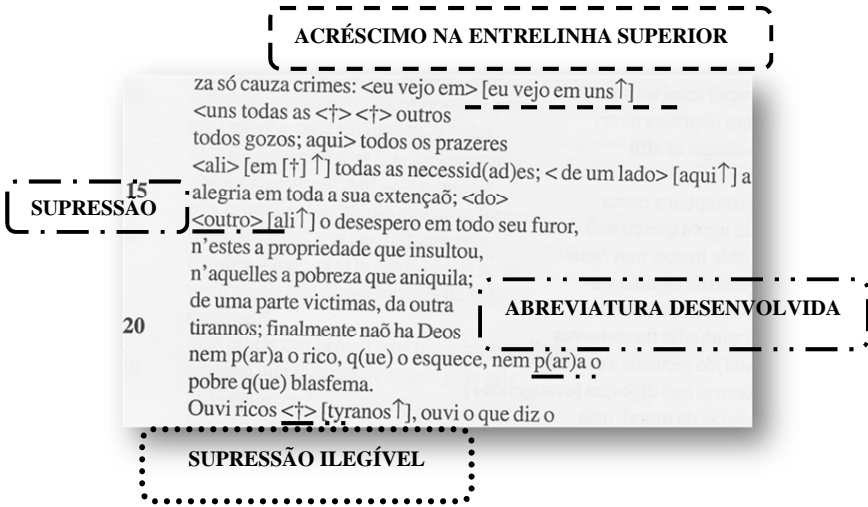 ACRÉSCIMO NA ENTRELINHA SUPERIOR
za só cauza crimes: <eu vejo em> [eu vejo em uns↑]
<uns todas as <†> <†> outros
todos gozos; aqui> todos os prazeres
<ali> [em [†] ↑] todas as necessid(ad)es; < de um lado> [aqui↑] a
15 alegria em toda a sua extençaõ; <do>
SUPRESSÃO
<outro> [ali↑] o desespero em todo seu furor,
n’estes a propriedade que insultou,
n’aquelles a pobreza que aniquila;
de uma parte victimas, da outra
ABREVIATURA DESENVOLVIDA
20 tirannos; finalmente naõ ha Deos
nem p(ar)a o rico, q(ue) o esquece, nem p(ar)a o
pobre q(ue) blasfema.
Ouvi ricos <†> [tyranos↑], ouvi o que diz o
SUPRESSÃO ILEGÍVEL